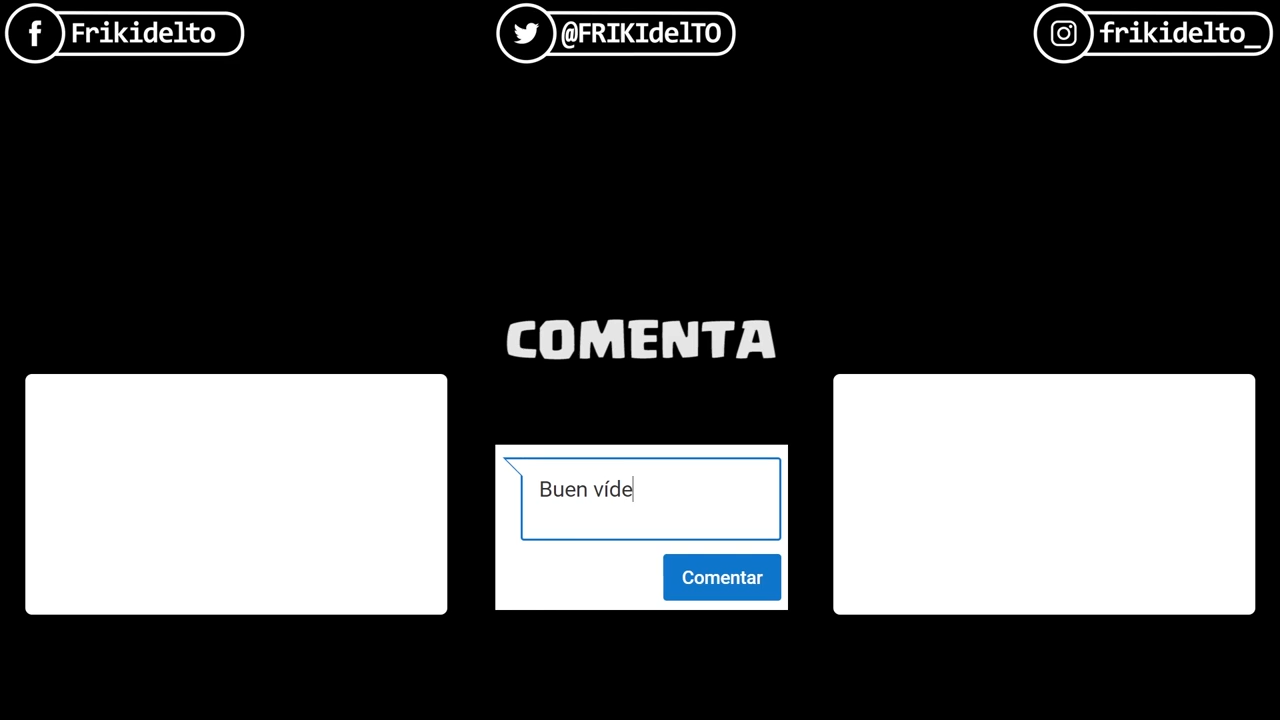 Frikidelto
@FRIKIdelTO
frikidelto_
COMENTA
Buen víde
Comentar